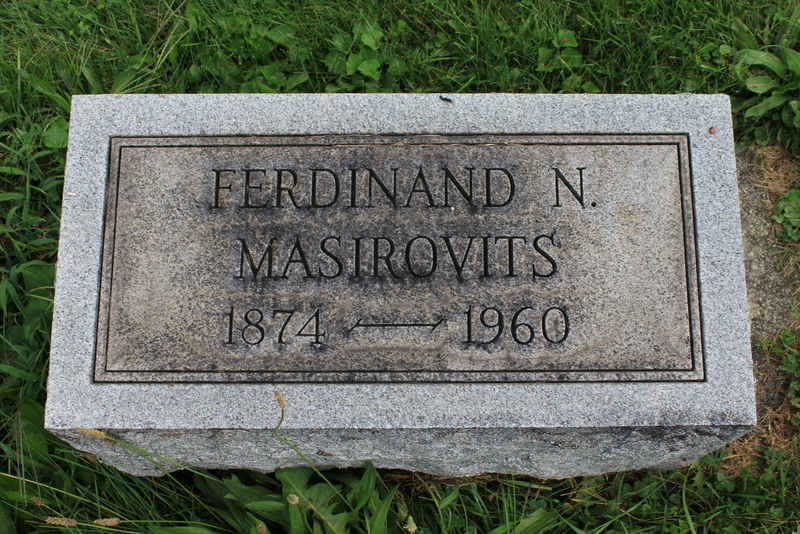 FERDINAND N.
MASIROVITS
1874 — 1960